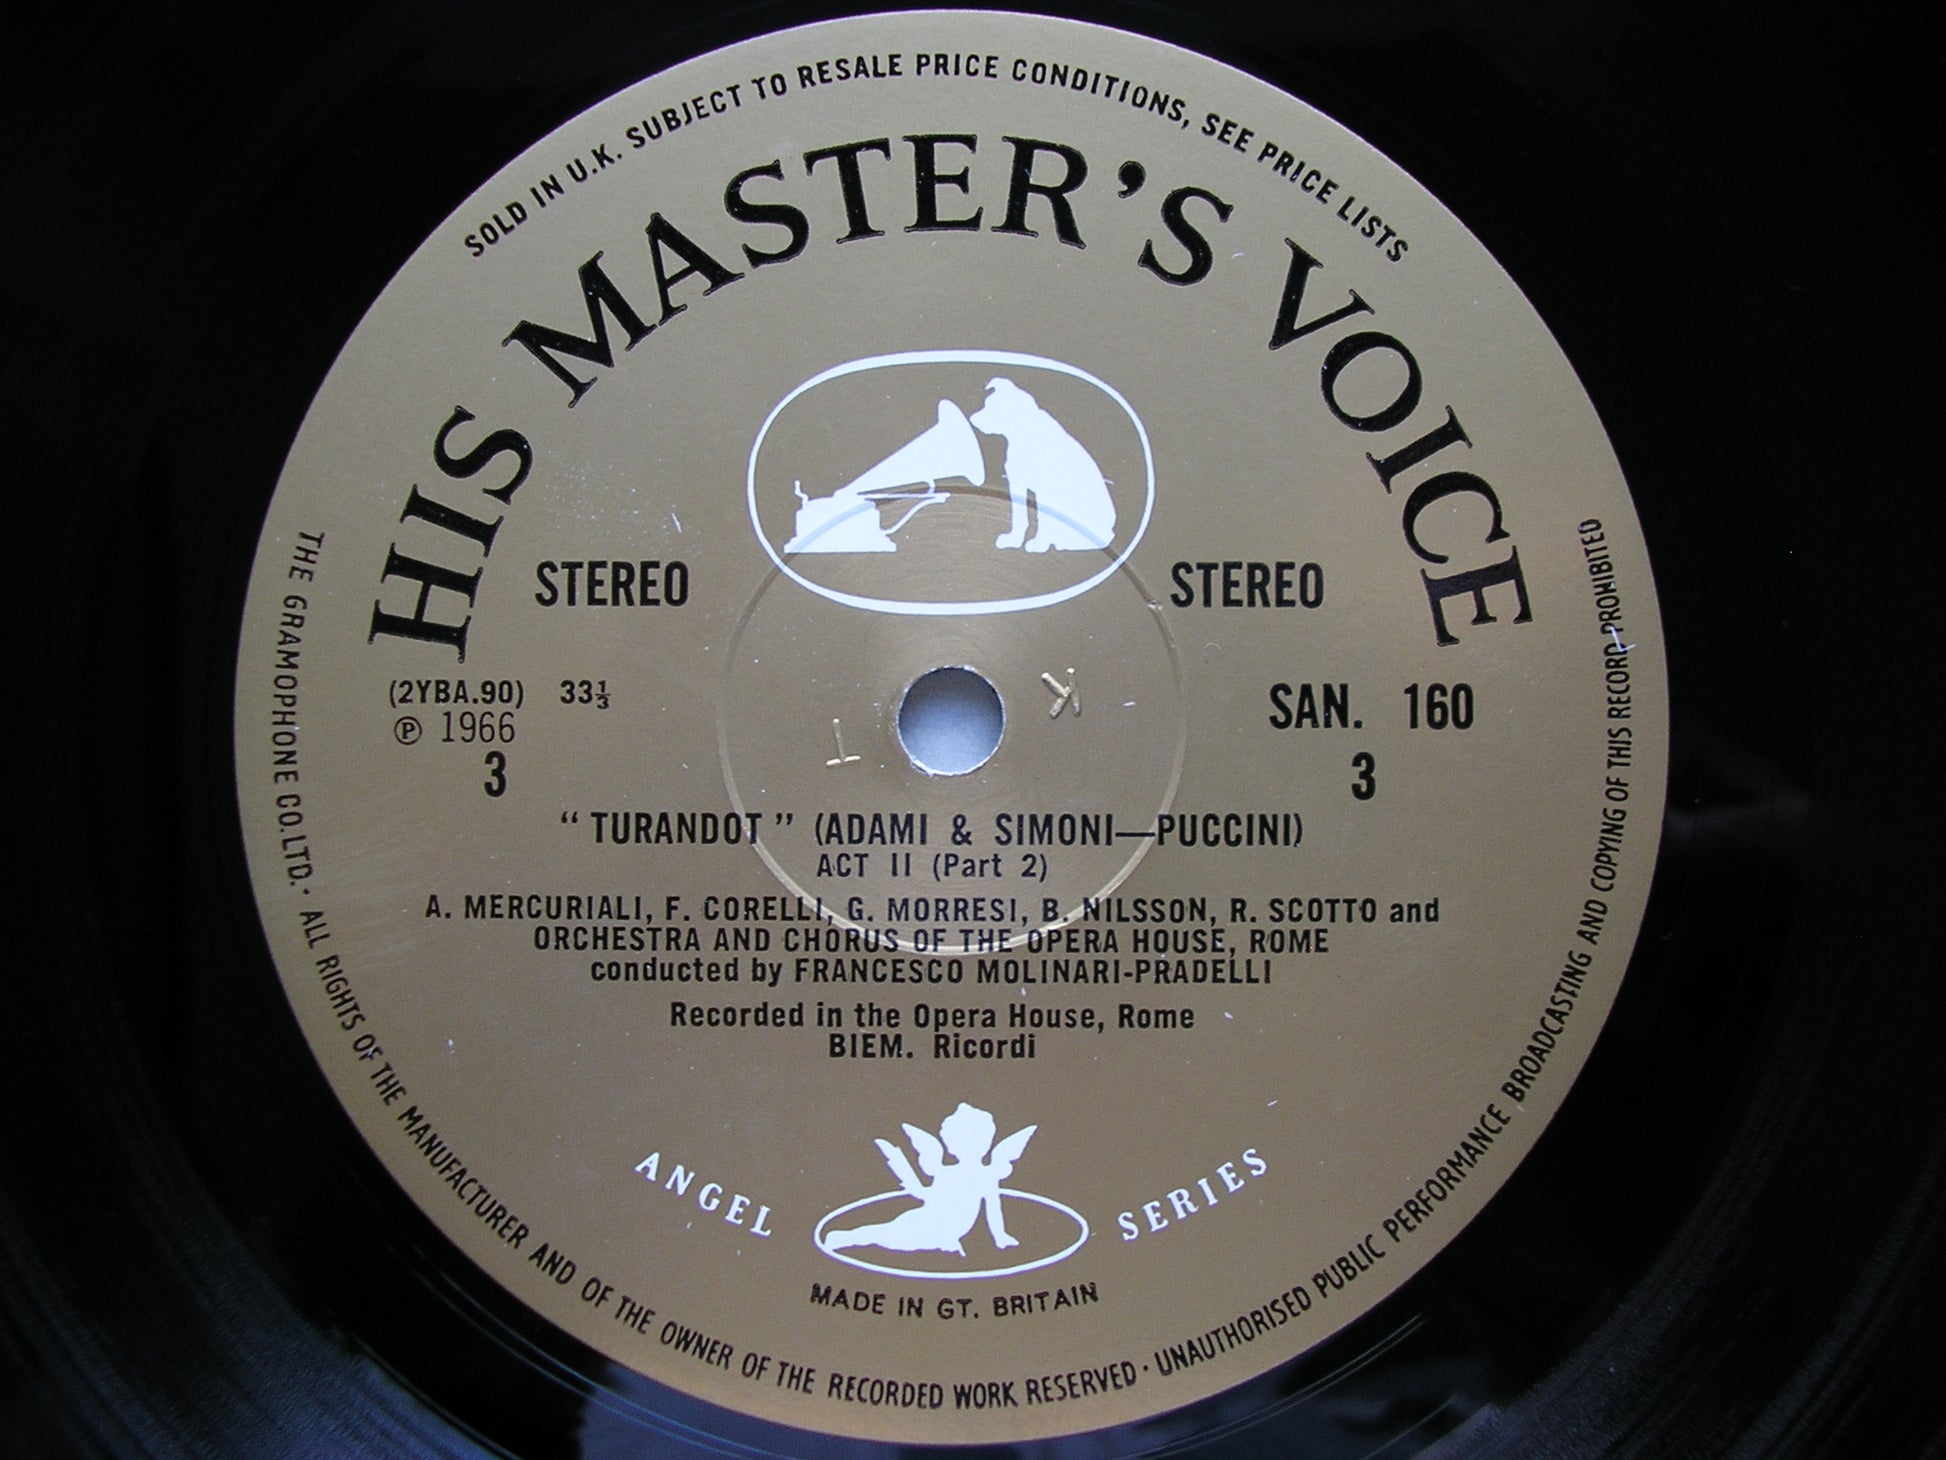 SOLD IN U.K. SUBJECT TO RESALE PRICE CONDITIONS, SEE PRICE LISTS
HIS MASTER'S VOICE
STEREO STEREO
(2YBA.90) 33⅓
℗ 1966
SAN. 160
3 3
“ TURANDOT ” (ADAMI & SIMONI—PUCCINI)
ACT II (Part 2)
A. MERCURIALI, F. CORELLI, G. MORRESI, B. NILSSON, R. SCOTTO and
ORCHESTRA AND CHORUS OF THE OPERA HOUSE, ROME
conducted by FRANCESCO MOLINARI-PRADELLI
Recorded in the Opera House, Rome
BIEM. Ricordi
ANGEL SERIES
MADE IN GT. BRITAIN
THE GRAMOPHONE CO.LTD. · ALL RIGHTS OF THE MANUFACTURER AND OF THE OWNER OF THE RECORDED WORK RESERVED · UNAUTHORISED PUBLIC PERFORMANCE BROADCASTING AND COPYING OF THIS RECORD PROHIBITED
T
K